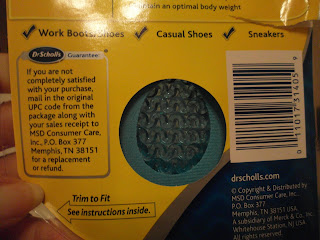 ntain an optimal body weight
Work Boots/Shoes
Casual Shoes
Sneakers
Dr. Scholl's Guarantee:
If you are not
completely satisfied
with your purchase,
mail in the original
UPC code from the
package along with
your sales receipt to
MSD Consumer Care,
Inc., P.O. Box 377
Memphis, TN 38151
for a replacement
or refund.
Trim to Fit
See instructions inside.
0 11017 31405 9
drscholls.com
© Copyright & Distributed by
MSD Consumer Care, Inc.
P.O. Box 377,
Memphis, TN 38151 USA,
A subsidiary of Merck & Co., Inc.
Whitehouse Station, NJ USA
All rights reserved.